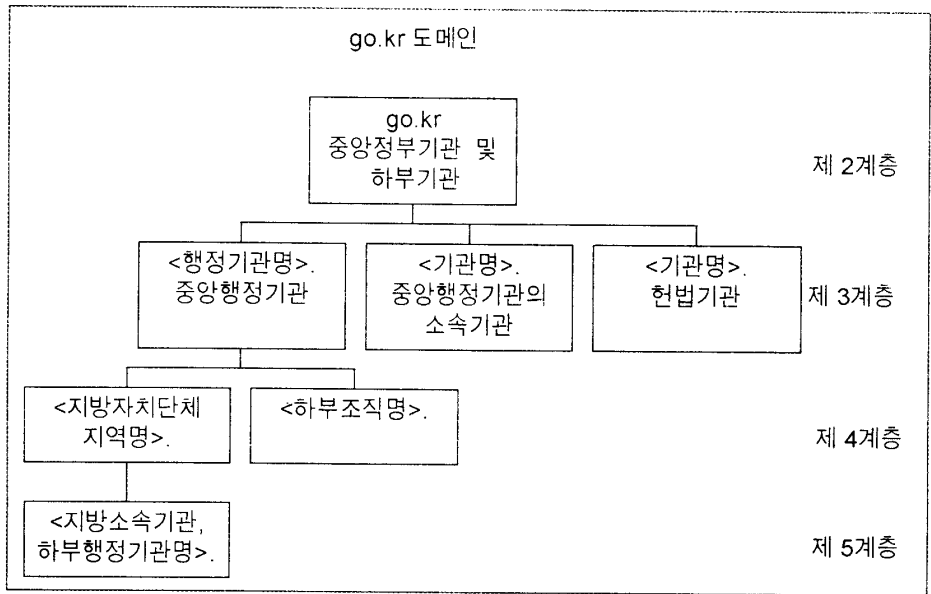 go.kr 도메인
go.kr
중앙정부기관 및
하부기관
제 2계층
<행정기관명>.
중앙행정기관
<기관명>.
중앙행정기관의
소속기관
<기관명>.
헌법기관
제 3계층
<지방자치단체
지역명>.
<하부조직명>.
제 4계층
<지방소속기관,
하부행정기관명>.
제 5계층